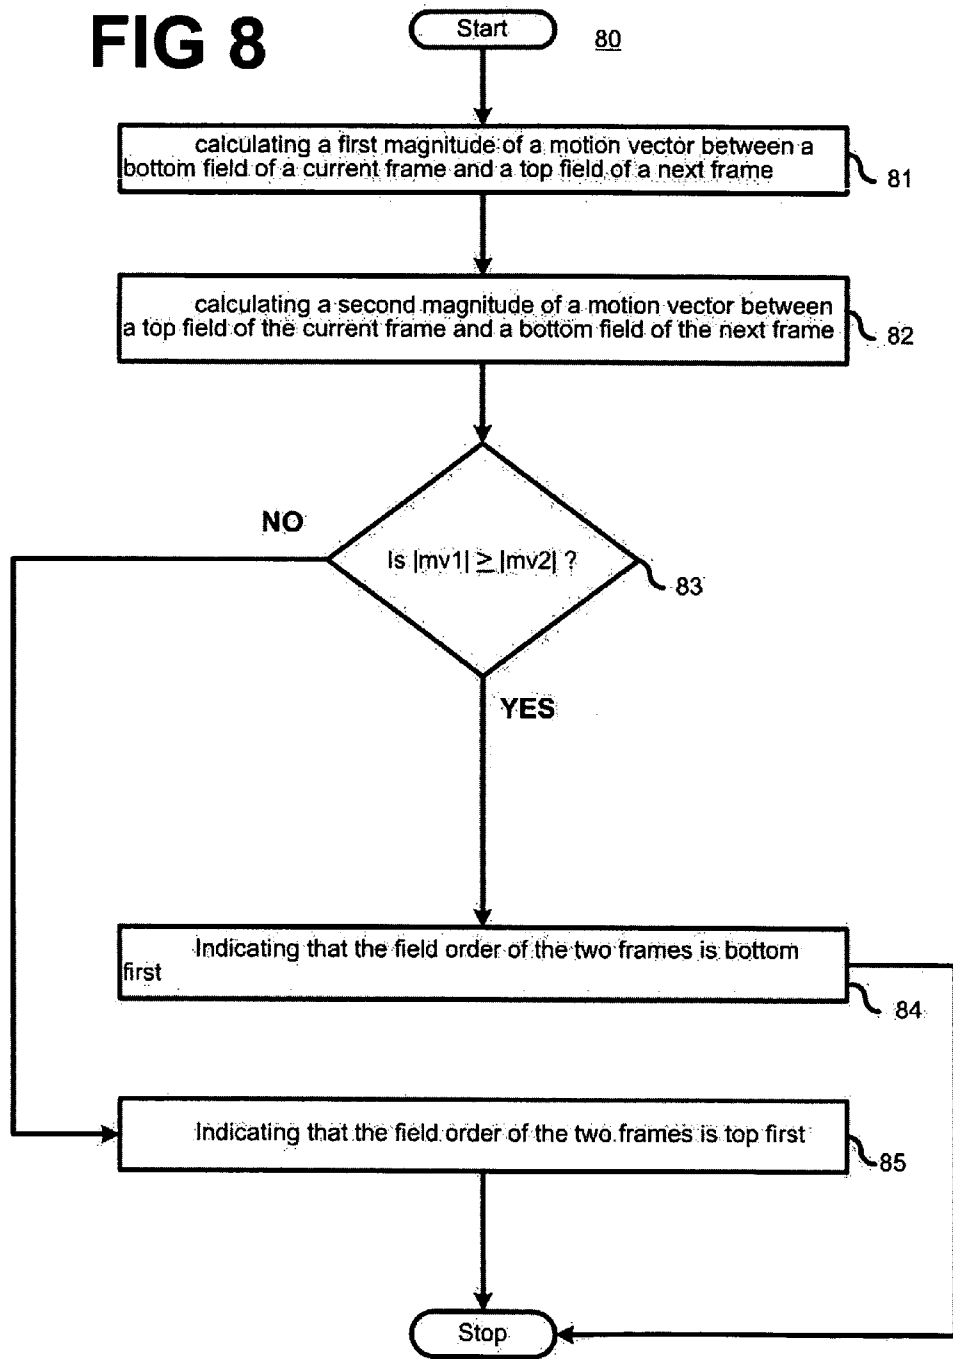 FIG 8
Start
80
calculating a first magnitude of a motion vector between a
bottom field of a current frame and a top field of a next frame
81
calculating a second magnitude of a motion vector between
a top field of the current frame and a bottom field of the next frame
82
NO
Is |mv1| ≥ |mv2| ?
83
YES
Indicating that the field order of the two frames is bottom
first
84
Indicating that the field order of the two frames is top first
85
Stop